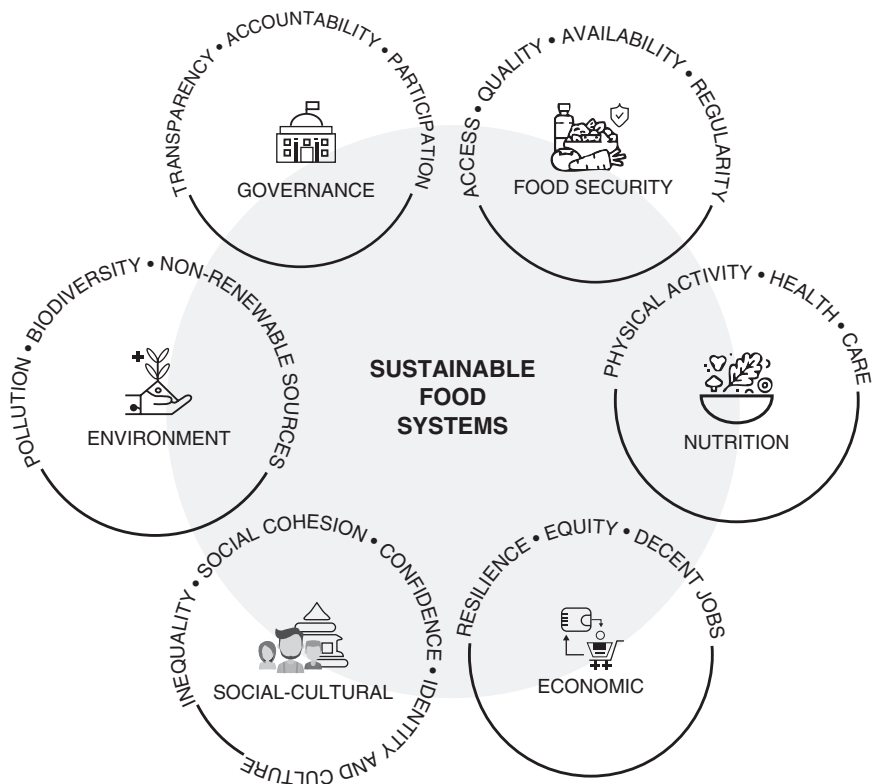 TRANSPARENCY • ACCOUNTABILITY • PARTICIPATION
GOVERNANCE
ACCESS • QUALITY • AVAILABILITY • REGULARITY
FOOD SECURITY
POLLUTION • BIODIVERSITY • NON-RENEWABLE SOURCES
ENVIRONMENT
SUSTAINABLE
FOOD
SYSTEMS
PHYSICAL ACTIVITY • HEALTH • CARE
NUTRITION
INEQUALITY • SOCIAL COHESION • CONFIDENCE • IDENTITY AND CULTURE
SOCIAL-CULTURAL
RESILIENCE • EQUITY • DECENT JOBS
ECONOMIC